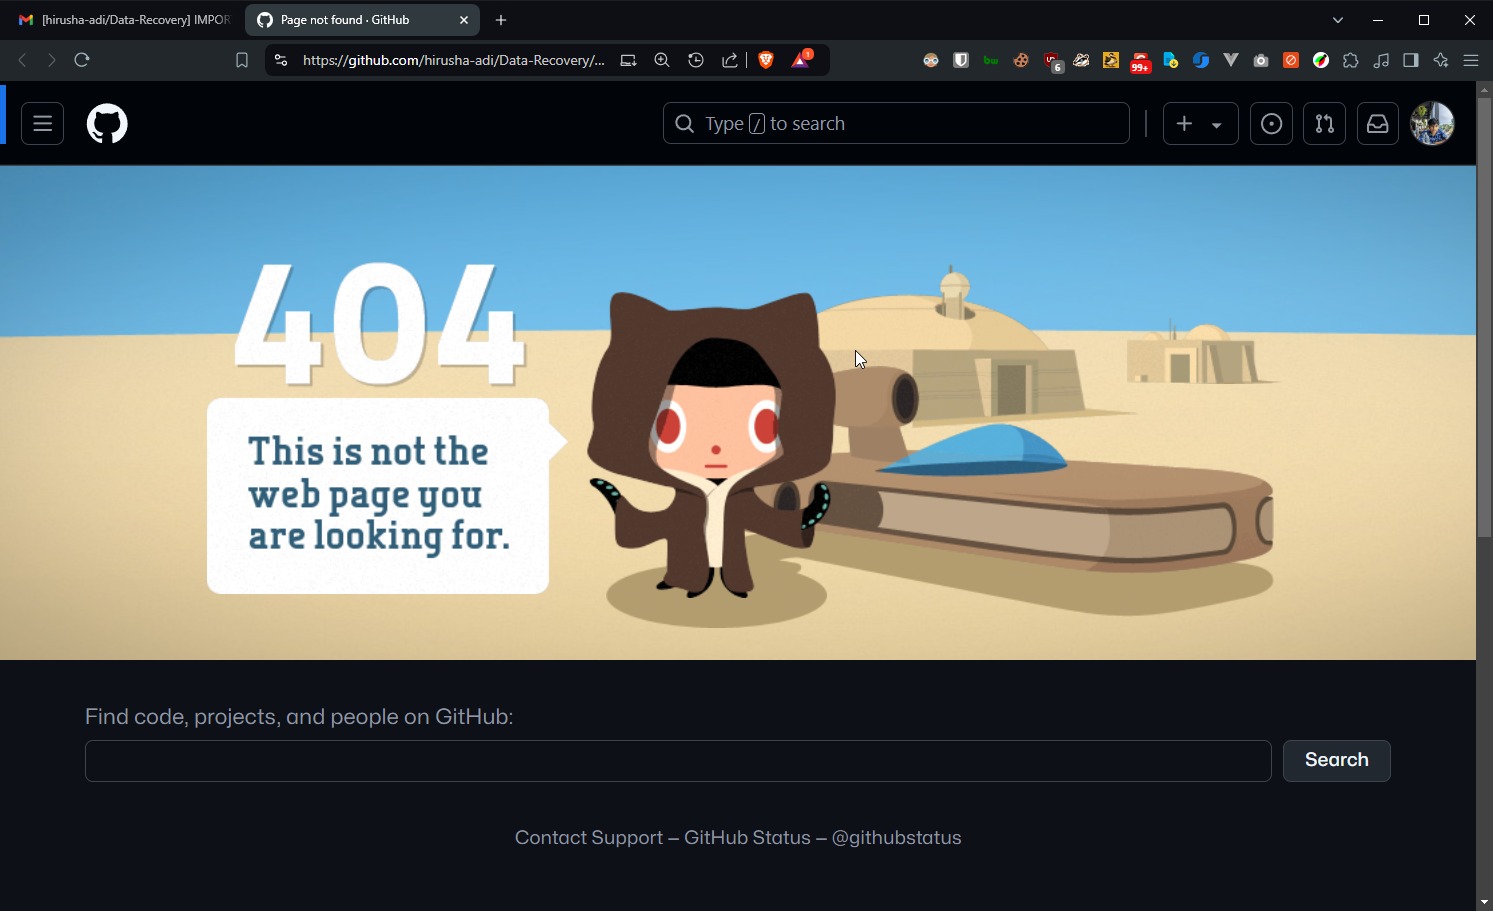 [hirusha-adi/Data-Recovery] IMPOR
Page not found · GitHub
https://github.com/hirusha-adi/Data-Recovery/...
1
bw
6
99+
Type / to search
404
This is not the
web page you
are looking for.
Find code, projects, and people on GitHub:
Search
Contact Support — GitHub Status — @githubstatus